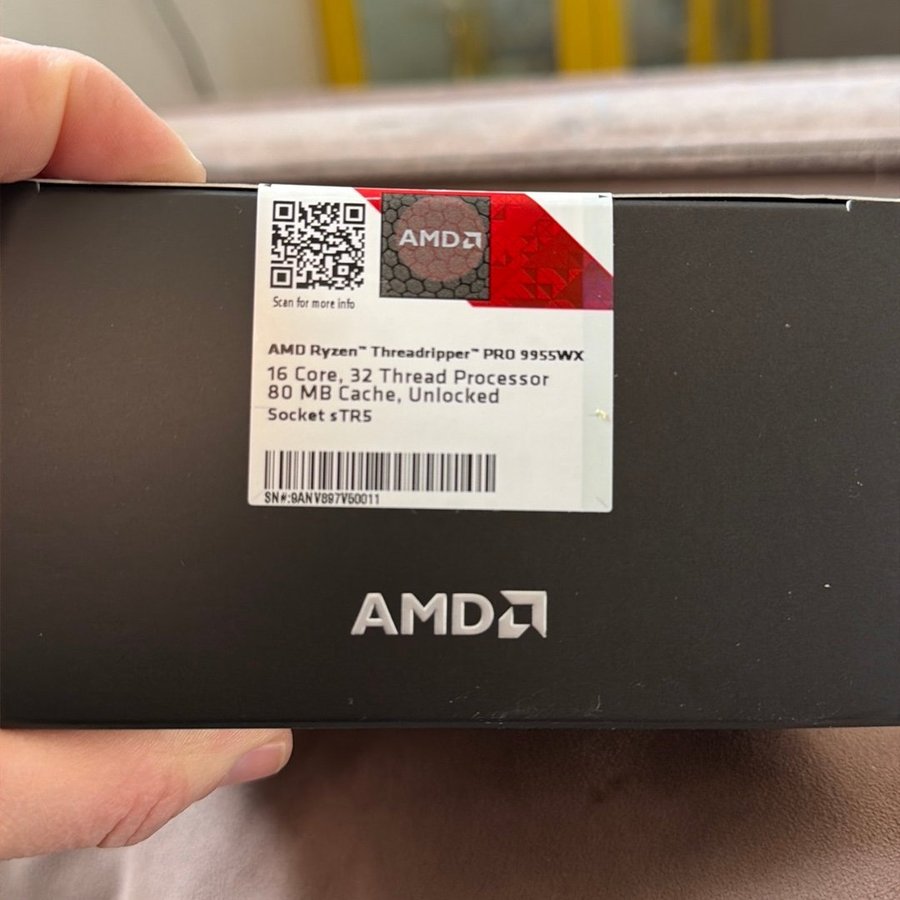 AMD
Scan for more info
AMD Ryzen™ Threadripper™ PRO 9955WX
16 Core, 32 Thread Processor
80 MB Cache, Unlocked
Socket sTR5
SN#:9ANV897V50011
AMD